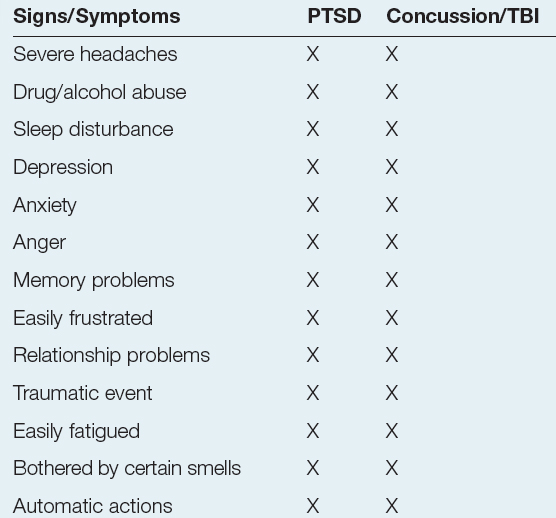 Signs/Symptoms PTSD Concussion/TBI
Severe headaches X X
Drug/alcohol abuse X X
Sleep disturbance X X
Depression X X
Anxiety X X
Anger X X
Memory problems X X
Easily frustrated X X
Relationship problems X X
Traumatic event X X
Easily fatigued X X
Bothered by certain smells X X
Automatic actions X X